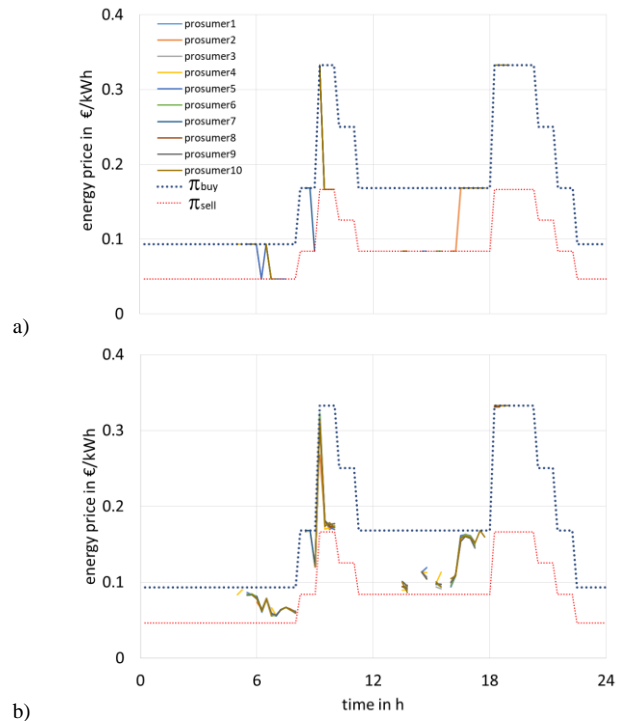 a)
energy price in €/kWh
0.4
0.3
0.2
0.1
0
prosumer1
prosumer2
prosumer3
prosumer4
prosumer5
prosumer6
prosumer7
prosumer8
prosumer9
prosumer10
πbuy
πsell
b)
energy price in €/kWh
0.4
0.3
0.2
0.1
0
0
6
12
18
24
time in h